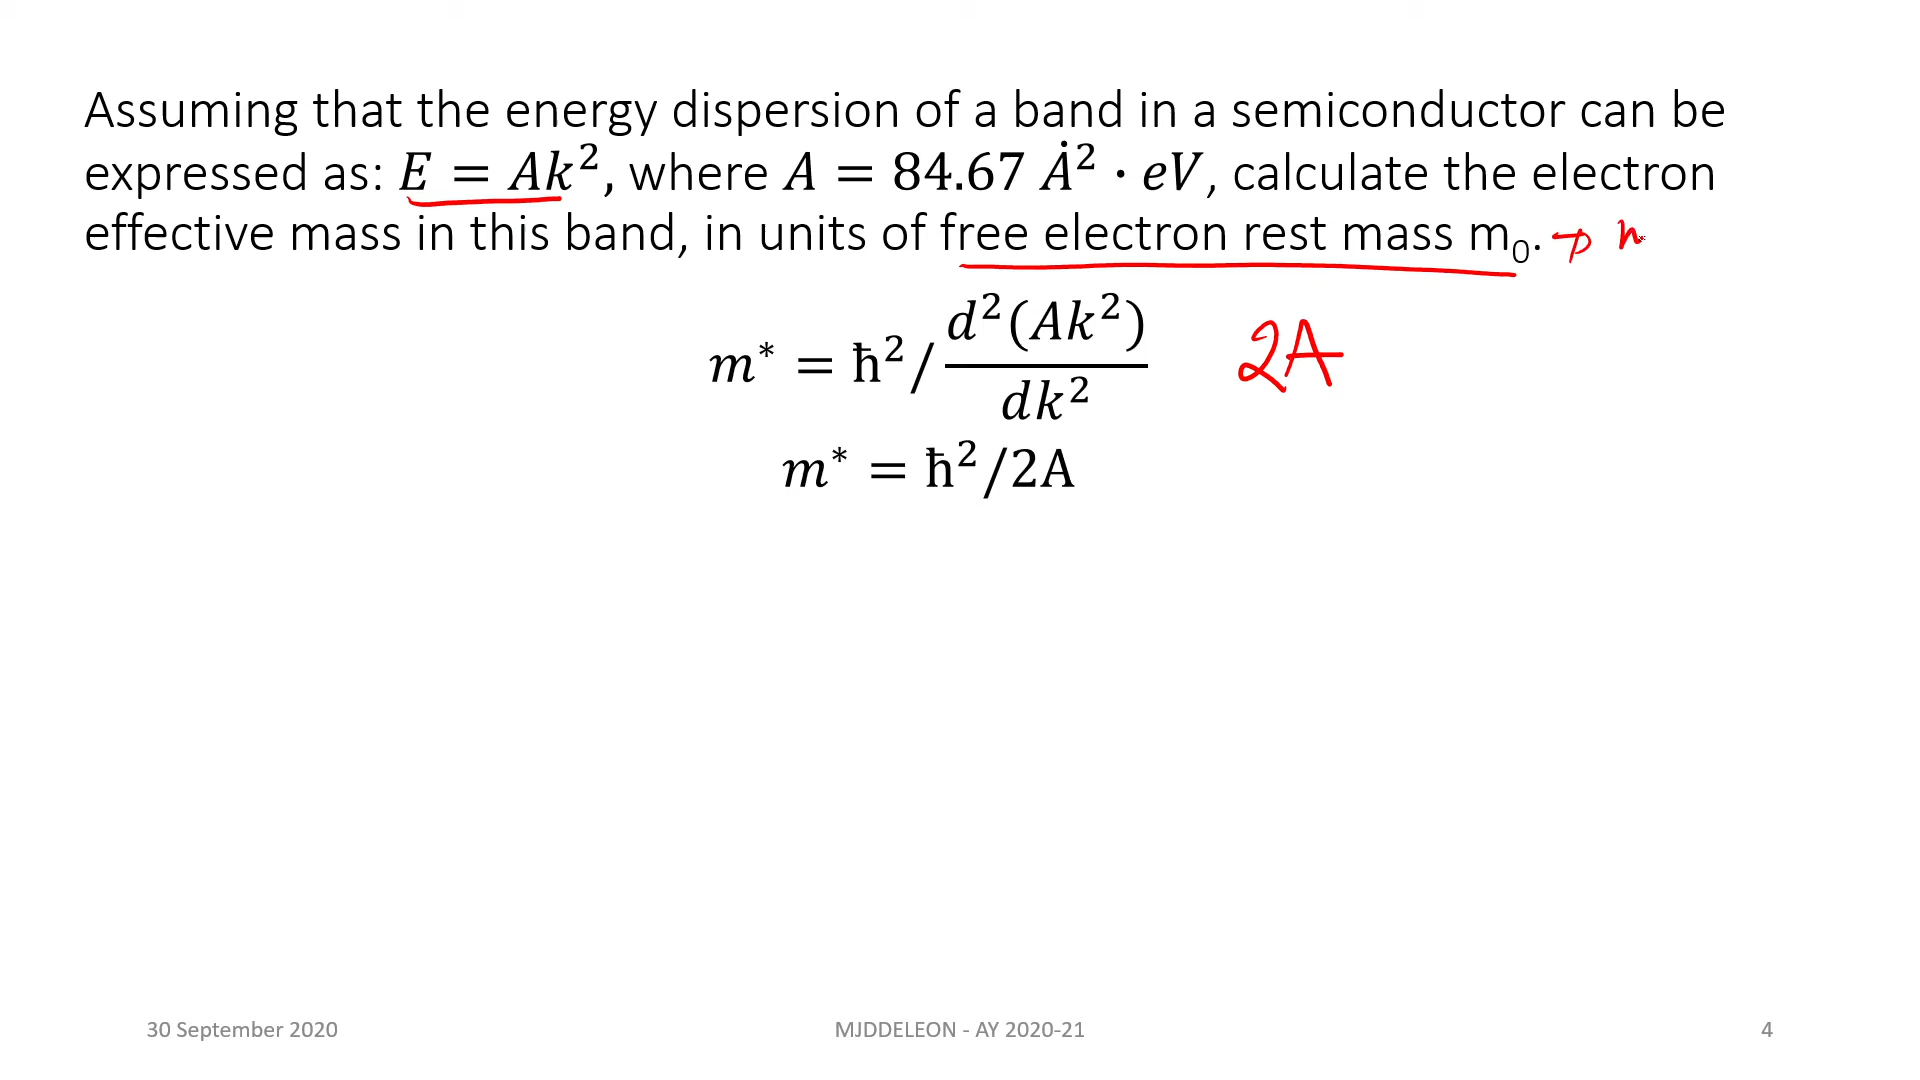 Assuming that the energy dispersion of a band in a semiconductor can be
expressed as: E = Ak², where A = 84.67 Ȧ² · eV, calculate the electron
effective mass in this band, in units of free electron rest mass m₀. →
m* = ħ²/ d²(Ak²)/dk² 2A
m* = ħ²/2A
30 September 2020 MJDDELEON - AY 2020-21 4